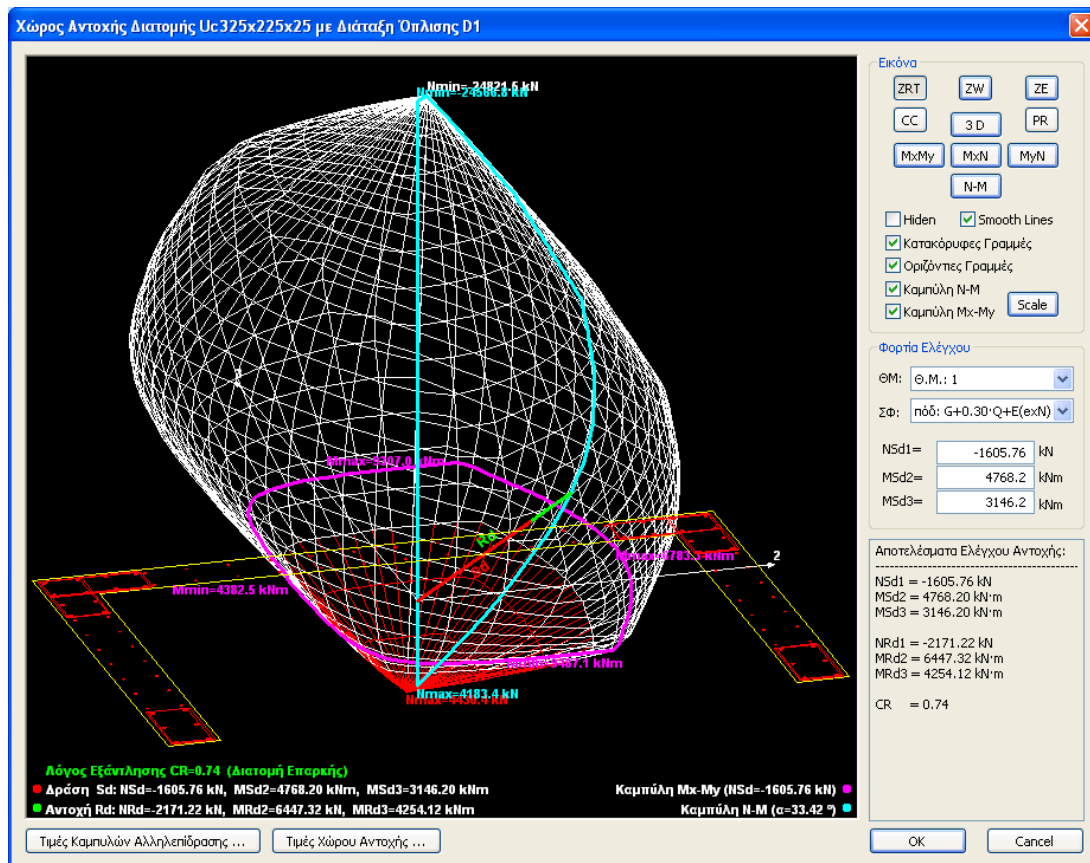 Χώρος Αντοχής Διατομής Uc325x225x25 με Διάταξη Όπλισης D1
Nmin=-24821.5 kN
Nmin=-24566.8 kN
Rd
Sd
2
Mmin=4382.5 kNm
Nmax=4183.4 kN
Λόγος Εξάντλησης CR=0.74 (Διατομή Επαρκής)
Δράση Sd: NSd=-1605.76 kN, MSd2=4768.20 kNm, MSd3=3146.20 kNm
Αντοχή Rd: NRd=-2171.22 kN, MRd2=6447.32 kNm, MRd3=4254.12 kNm
Καμπύλη Mx-My (NSd=-1605.76 kN)
Καμπύλη N-M (α=33.42 º)
Τιμές Καμπυλών Αλληλεπίδρασης ...
Τιμές Χώρου Αντοχής ...
Εικόνα
ZRT ZW ZE
CC 3 D PR
MxMy MxN MyN
N-M
Hiden Smooth Lines
Κατακόρυφες Γραμμές
Οριζόντιες Γραμμές
Καμπύλη N-M
Καμπύλη Mx-My Scale
Φορτία Ελέγχου
ΘΜ: Θ.Μ.: 1
ΣΦ: πόδ: G+0.30·Q+E(exN)
NSd1= -1605.76 kN
MSd2= 4768.2 kNm
MSd3= 3146.2 kNm
Αποτελέσματα Ελέγχου Αντοχής:
NSd1 = -1605.76 kN
MSd2 = 4768.20 kN·m
MSd3 = 3146.20 kN·m
NRd1 = -2171.22 kN
MRd2 = 6447.32 kN·m
MRd3 = 4254.12 kN·m
CR = 0.74
OK Cancel